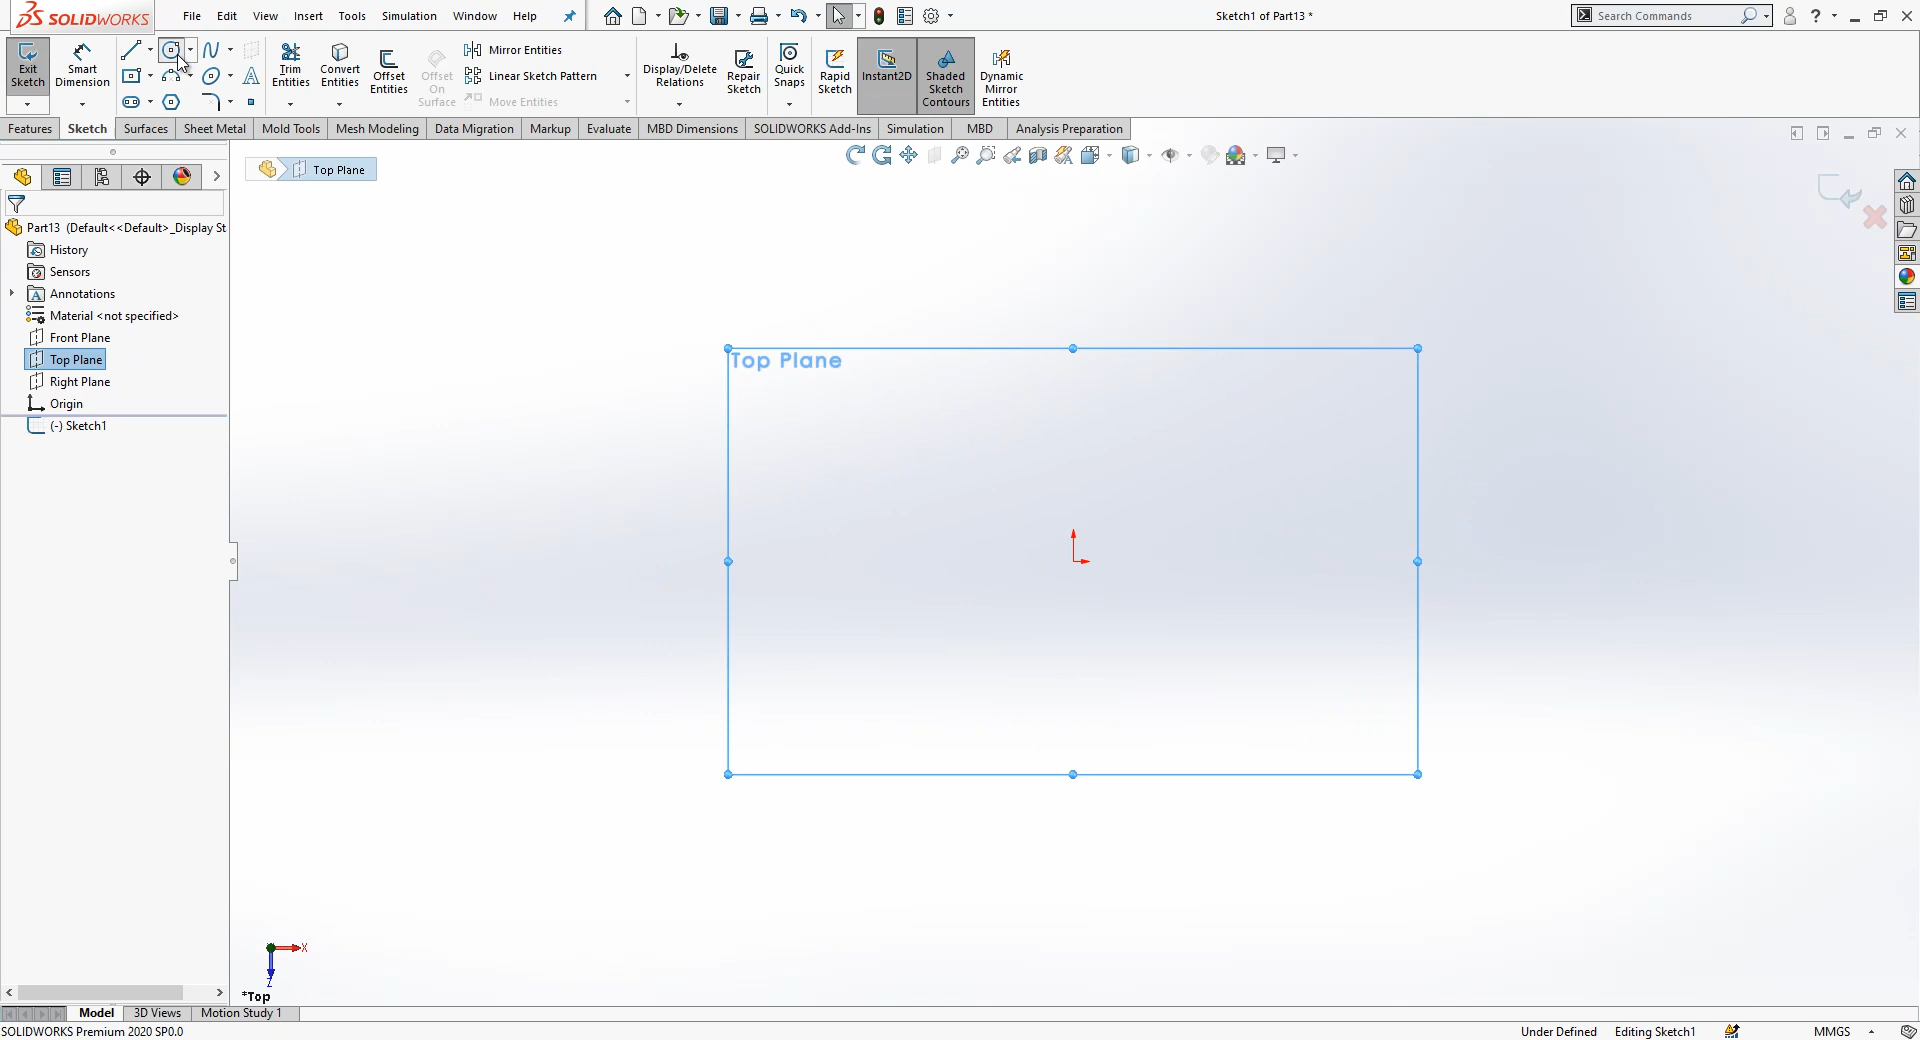 SOLIDWORKS File Edit View Insert Tools Simulation Window Help Sketch1 of Part13 * Search Commands ?
Exit Sketch
Smart Dimension
Trim Entities
Convert Entities
Offset Entities
Offset On Surface
Mirror Entities
Linear Sketch Pattern
Move Entities
Display/Delete Relations
Repair Sketch
Quick Snaps
Rapid Sketch
Instant2D
Shaded Sketch Contours
Dynamic Mirror Entities
Features Sketch Surfaces Sheet Metal Mold Tools Mesh Modeling Data Migration Markup Evaluate MBD Dimensions SOLIDWORKS Add-Ins Simulation MBD Analysis Preparation
Top Plane
Part13 (Default<<Default>_Display St
History
Sensors
Annotations
Material <not specified>
Front Plane
Top Plane
Right Plane
Origin
(-) Sketch1
Top Plane
X
Z
*Top
Model 3D Views Motion Study 1
SOLIDWORKS Premium 2020 SP0.0 Under Defined Editing Sketch1 MMGS